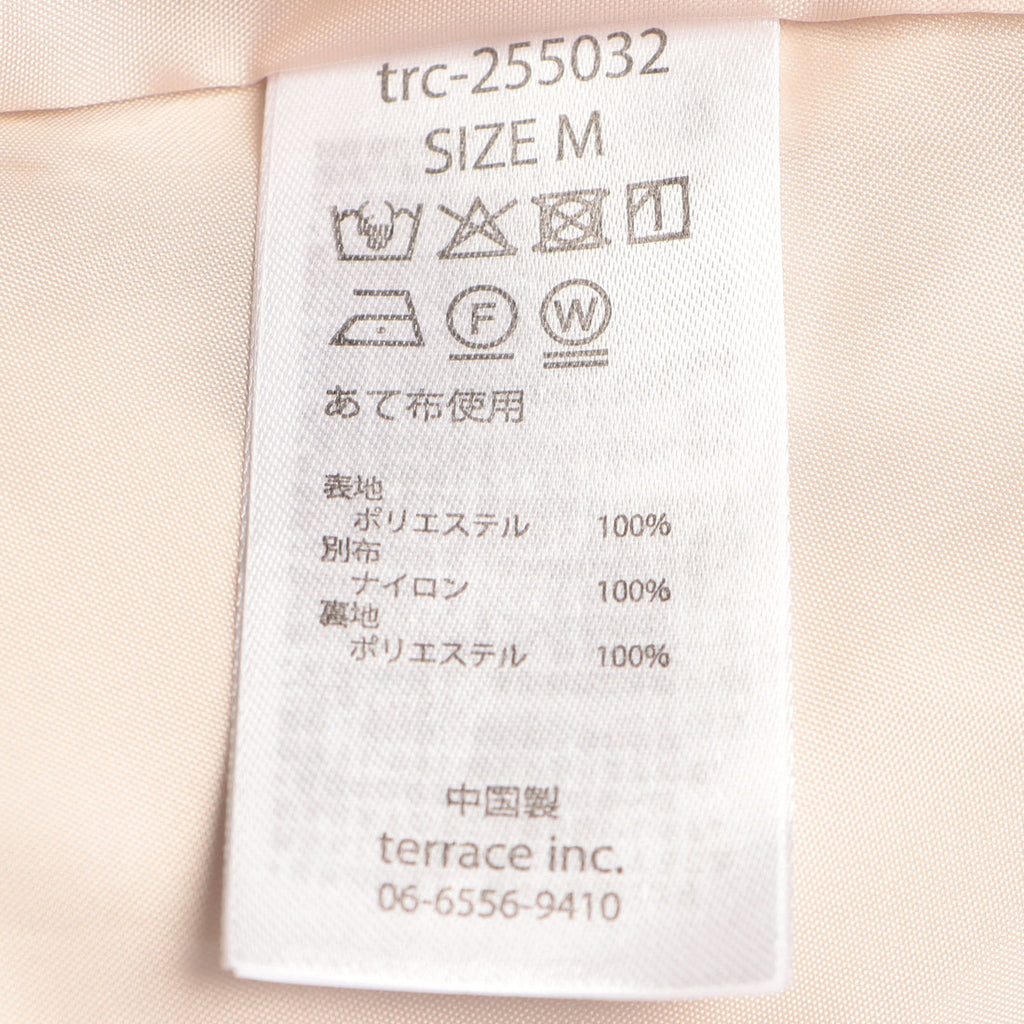 trc-255032
SIZE M
F W
あて布使用
表地
ポリエステル 100%
別布
ナイロン 100%
裏地
ポリエステル 100%
中国製
terrace inc.
06-6556-9410